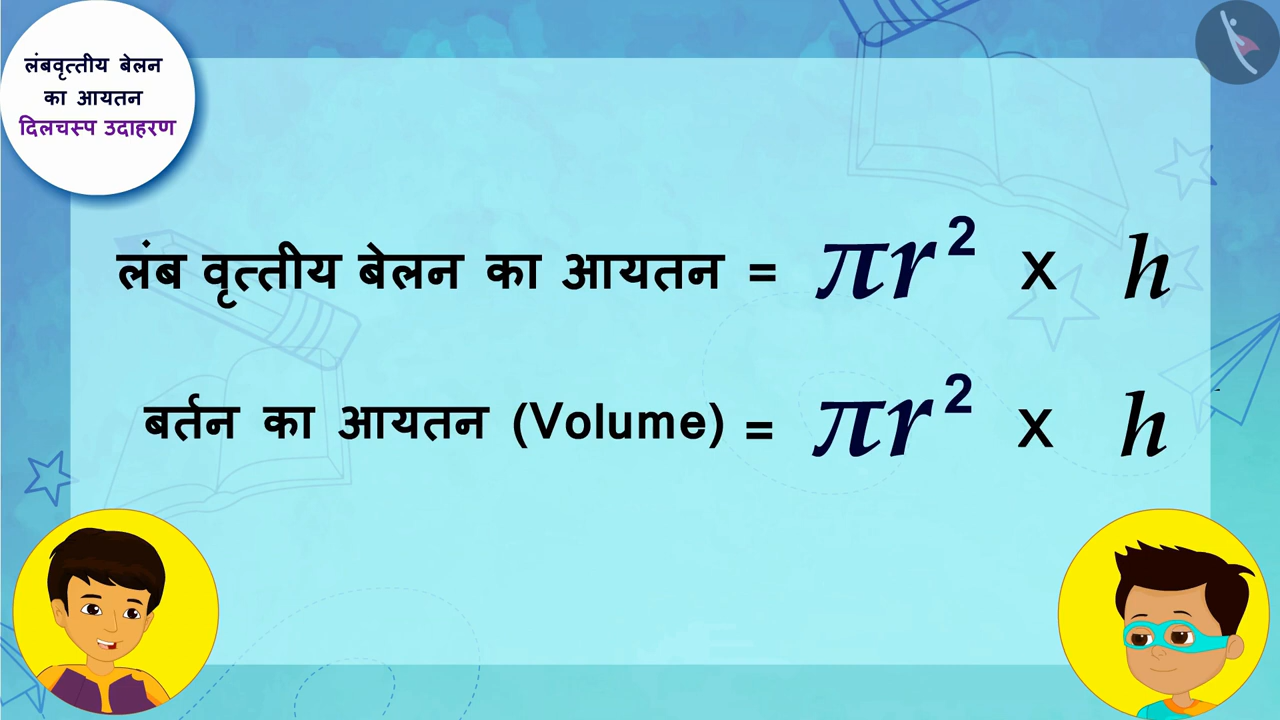 लंबवृत्तीय बेलन
का आयतन
दिलचस्प उदाहरण
लंब वृत्तीय बेलन का आयतन = πr² x h
बर्तन का आयतन (Volume) = πr² x h